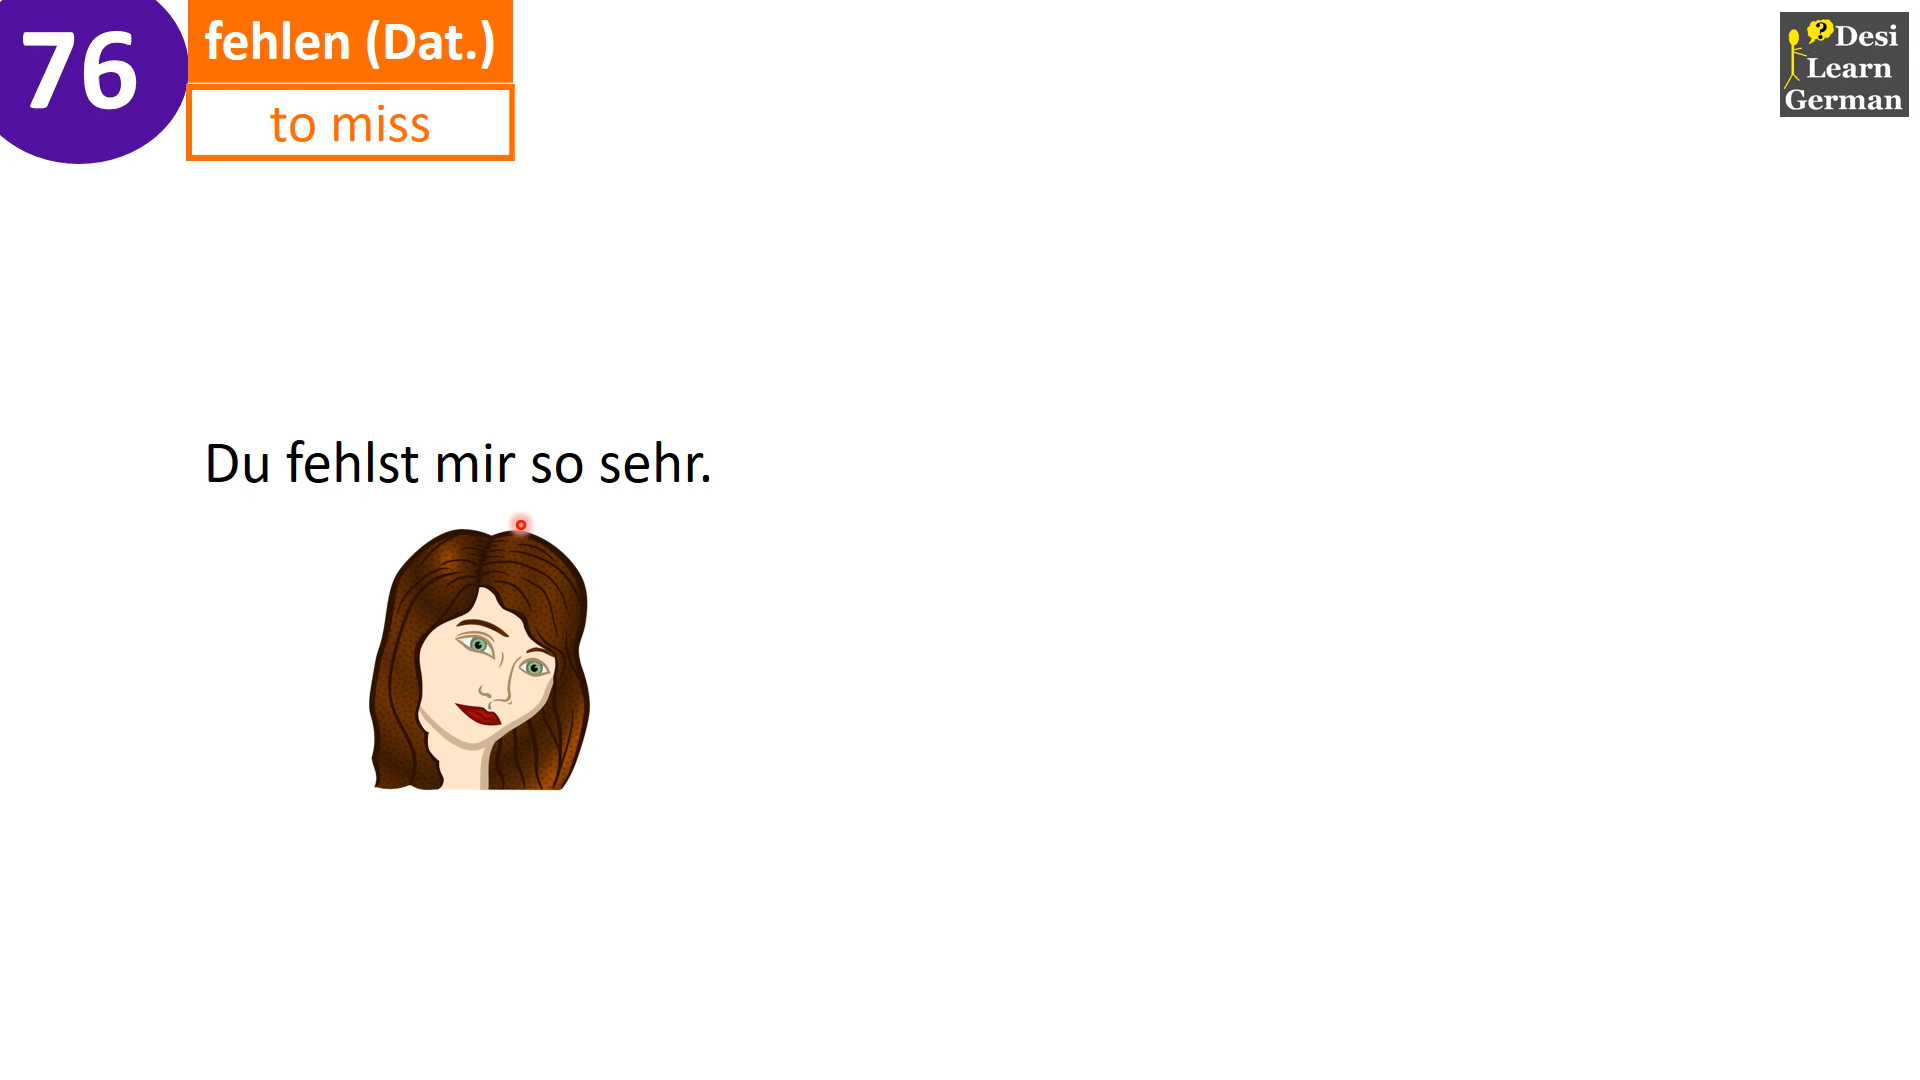 76
fehlen (Dat.)
to miss
? Desi
Learn
German
Du fehlst mir so sehr.